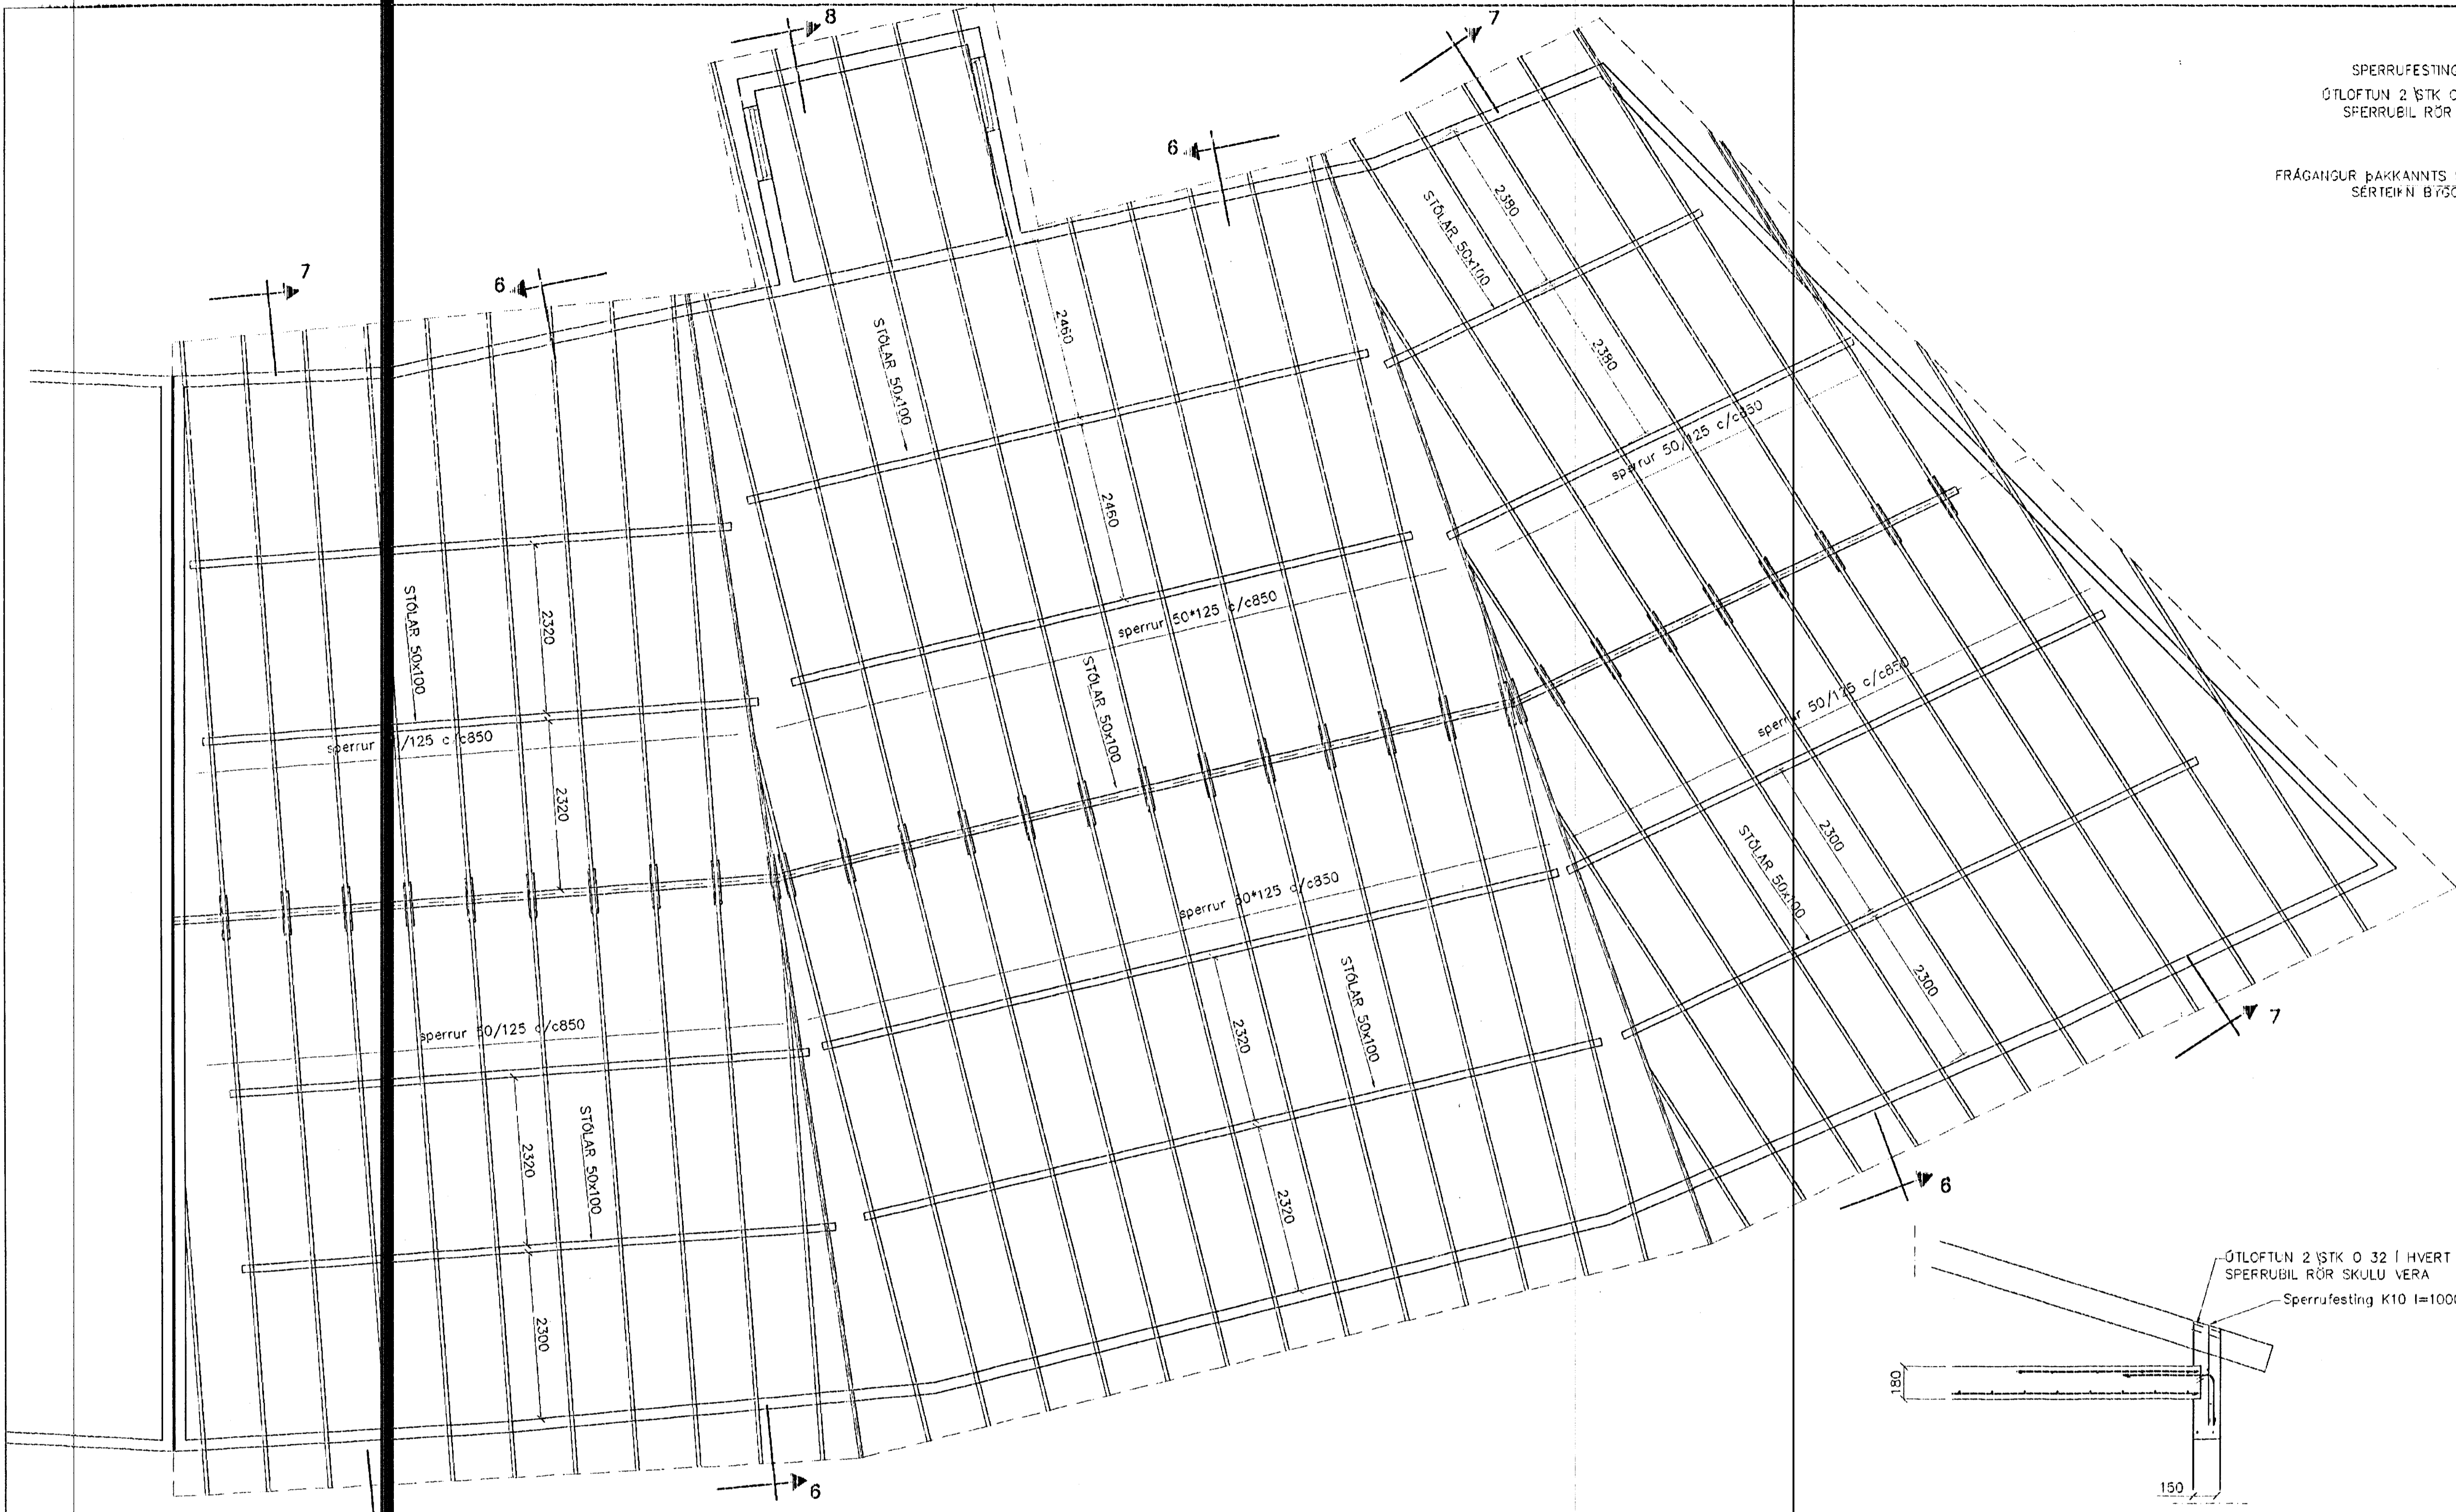 8
7
SPERRUFESTING
ÚTLOFTUN 2 STK
SPERRUBIL RÖR
6
FRÁGANGUR ÞAKKANNTS
SÉRTEIKN
7
6
2380
STÓLAR 50x100
2460
STÓLAR 50x100
2380
sperrur 50/125 c/c850
2450
STÓLAR 50x100
2320
sperrur 50*125 c/c850
STÓLAR 50x100
sperrur /125 c/c850
2320
sperrur 50/125 c/c850
2300
STÓLAR 50x100
sperrur 50*125 c/c850
2300
STÓLAR 50x100
sperrur 50/125 c/c850
2320
7
2320
STÓLAR 50x100
2320
6
2300
ÚTLOFTUN 2 STK O 32 Í HVERT
SPERRUBIL RÖR SKULU VERA
Sperrufesting K10 l=1000
180
6
150